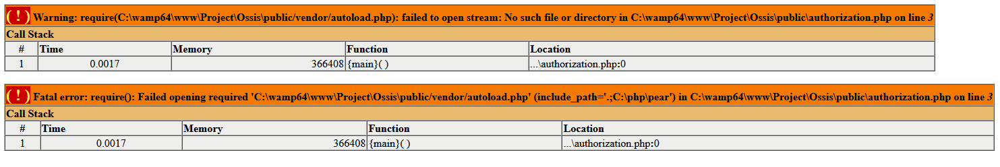 ( ! ) Warning: require(C:\wamp64\www\Project\Ossis\public/vendor/autoload.php): failed to open stream: No such file or directory in C:\wamp64\www\Project\Ossis\public\authorization.php on line 3
Call Stack
# Time Memory Function Location
1 0.0017 366408 {main}( ) ...\authorization.php:0
( ! ) Fatal error: require(): Failed opening required 'C:\wamp64\www\Project\Ossis\public/vendor/autoload.php' (include_path='.;C:\php\pear') in C:\wamp64\www\Project\Ossis\public\authorization.php on line 3
Call Stack
# Time Memory Function Location
1 0.0017 366408 {main}( ) ...\authorization.php:0